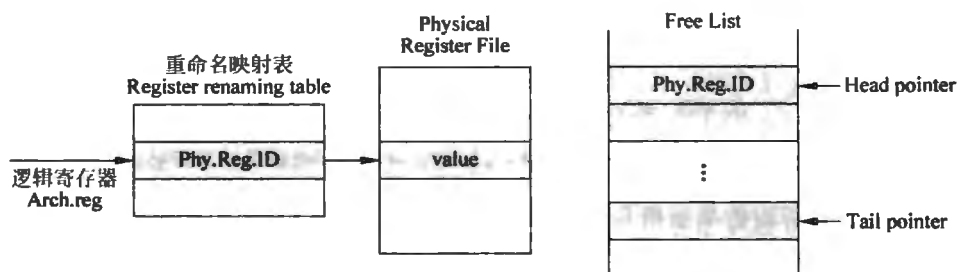 重命名映射表
Register renaming table
Phy.Reg.ID
逻辑寄存器
Arch.reg
Physical
Register File
value
Free List
Phy.Reg.ID
Head pointer
⋮
Tail pointer